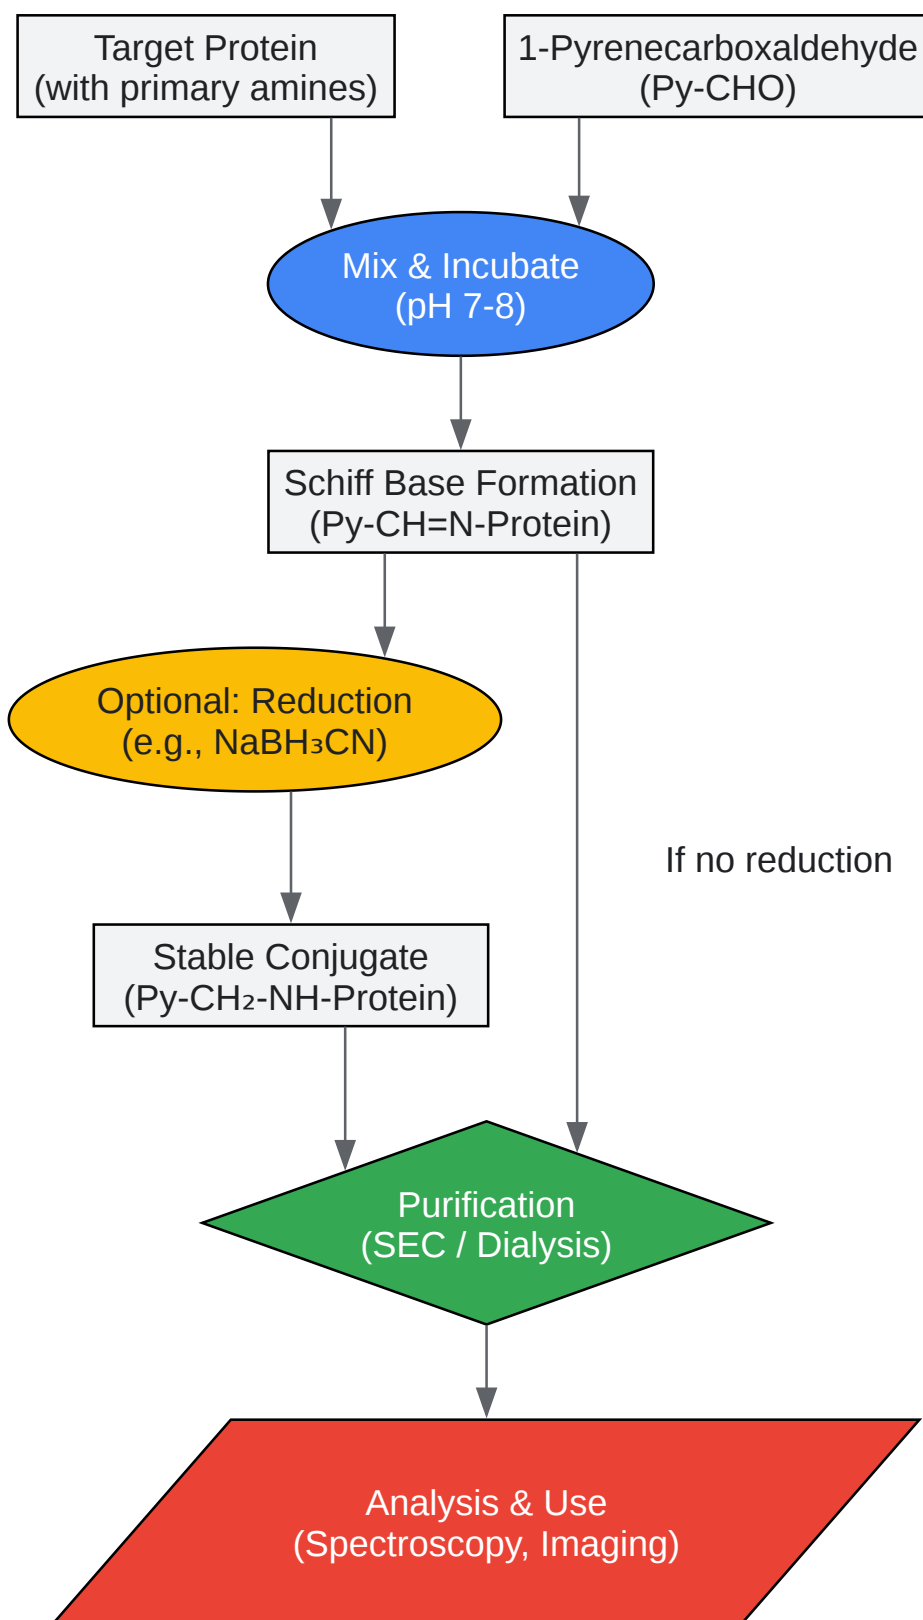 Target Protein
(with primary amines)
1-Pyrenecarboxaldehyde
(Py-CHO)
Mix & Incubate
(pH 7-8)
Schiff Base Formation
(Py-CH=N-Protein)
Optional: Reduction
(e.g., NaBH₃CN)
If no reduction
Stable Conjugate
(Py-CH₂-NH-Protein)
Purification
(SEC / Dialysis)
Analysis & Use
(Spectroscopy, Imaging)